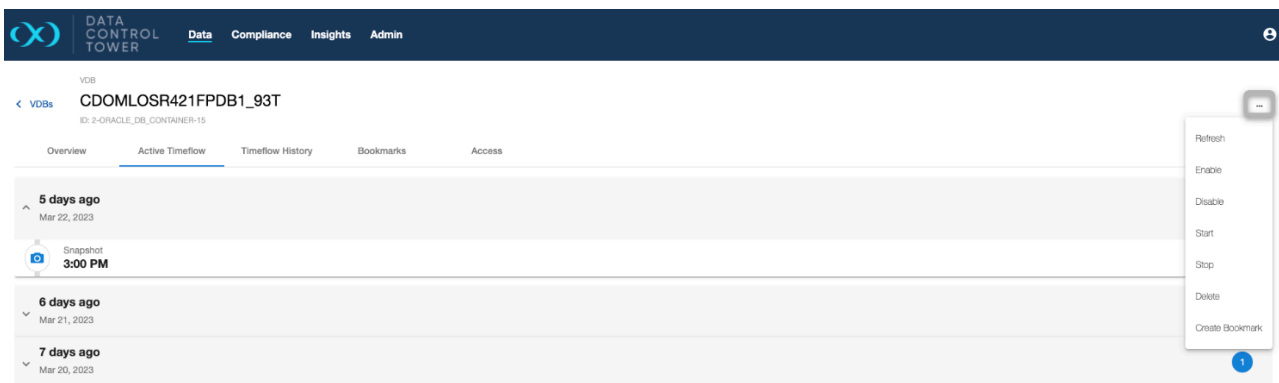 DATA
CONTROL
TOWER
Data Compliance Insights Admin
VDB
VDBs CDOMLOSR421FPDB1_93T
ID: 2-ORACLE_DB_CONTAINER-15
...
Overview Active Timeflow Timeflow History Bookmarks Access
Refresh
Enable
Disable
Start
Stop
Delete
Create Bookmark
5 days ago
Mar 22, 2023
Snapshot
3:00 PM
6 days ago
Mar 21, 2023
7 days ago
Mar 20, 2023
1